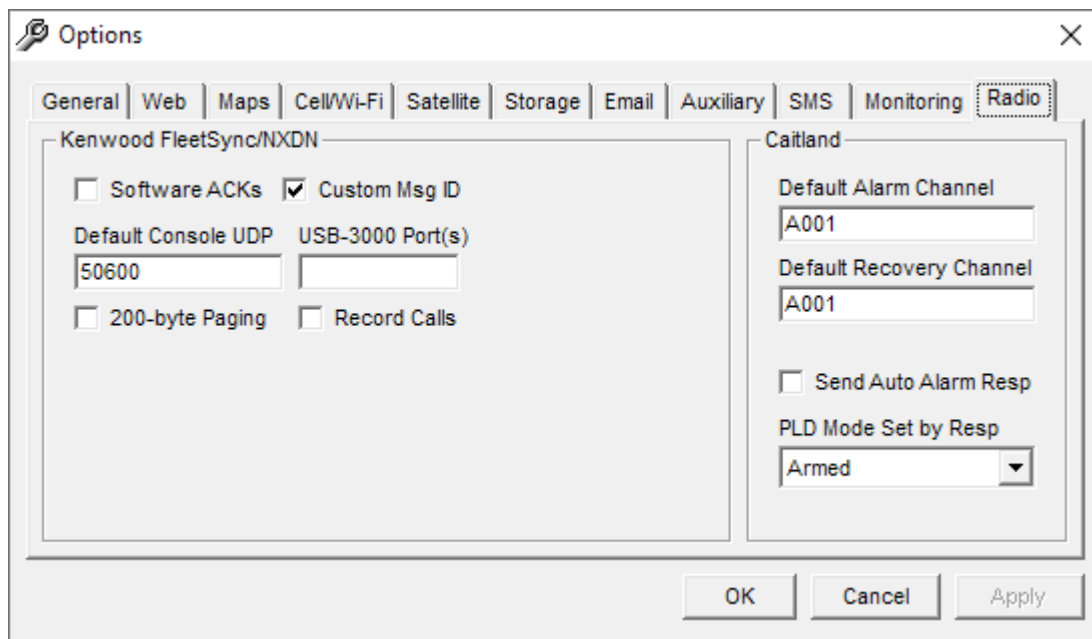 Options
General Web Maps Cell/Wi-Fi Satellite Storage Email Auxiliary SMS Monitoring Radio
Kenwood FleetSync/NXDN
Software ACKs Custom Msg ID
Default Console UDP USB-3000 Port(s)
50600
200-byte Paging Record Calls
Caitland
Default Alarm Channel
A001
Default Recovery Channel
A001
Send Auto Alarm Resp
PLD Mode Set by Resp
Armed
OK Cancel Apply